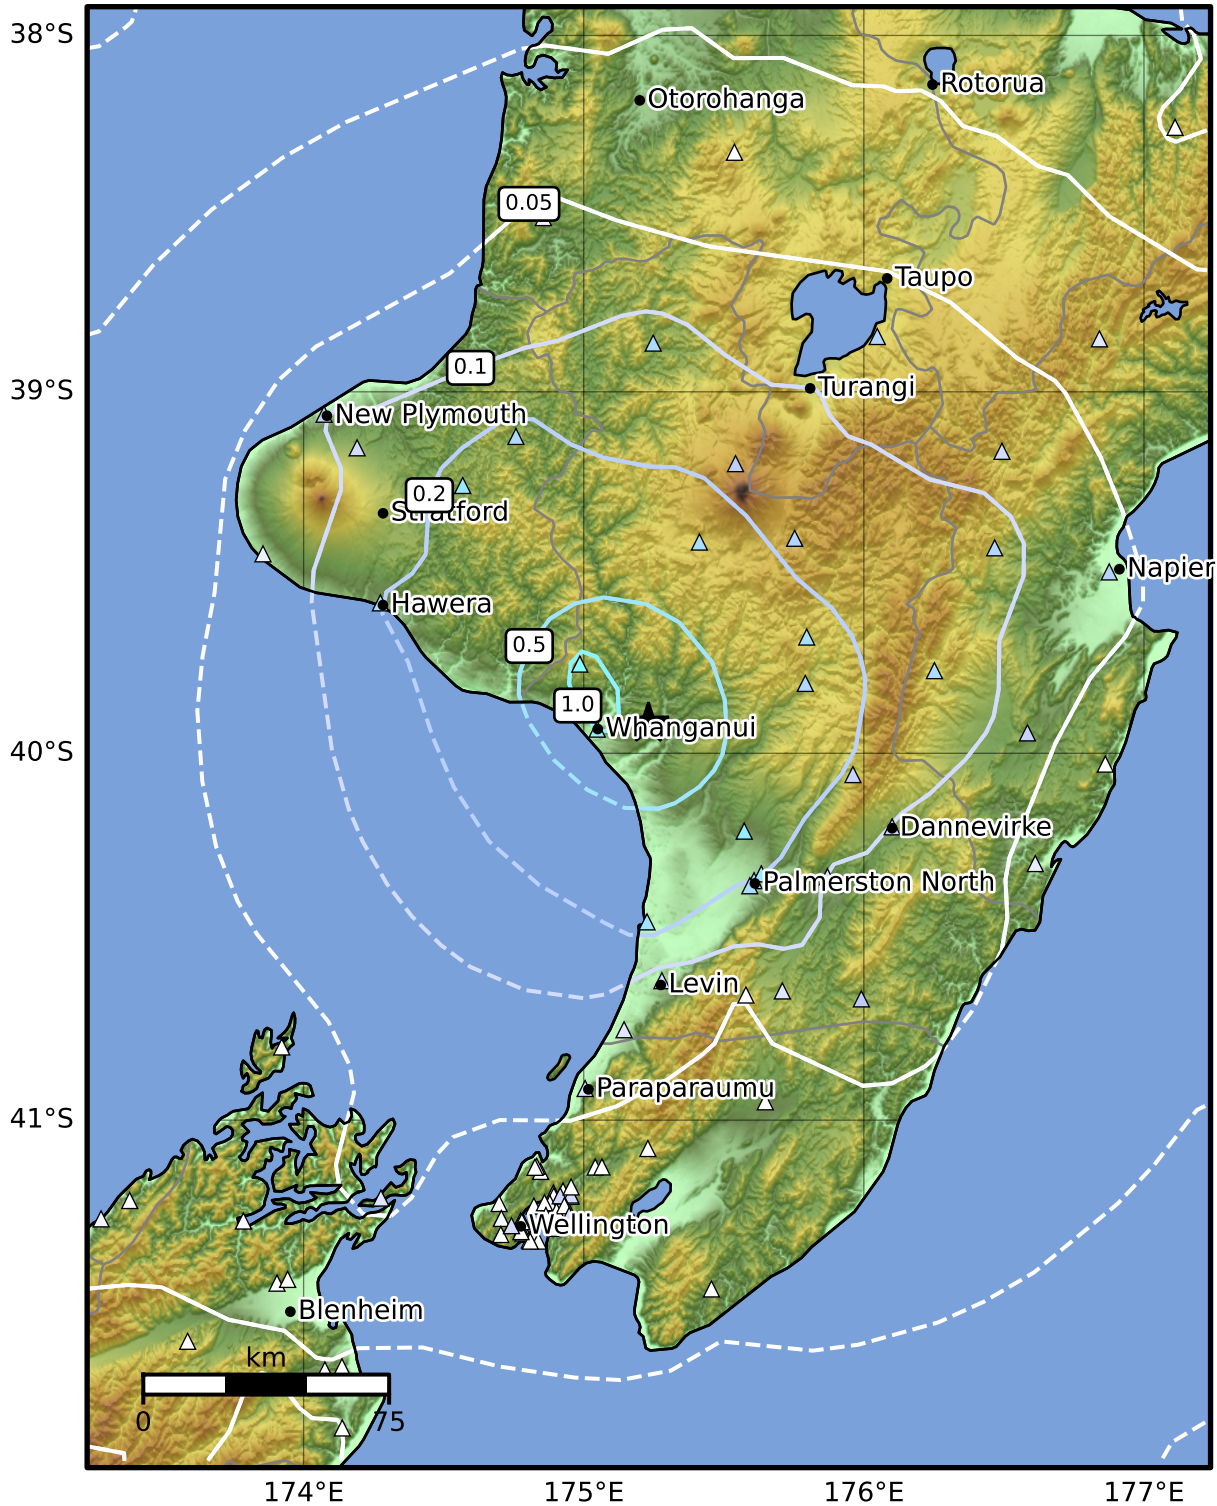 38°S
Rotorua
Otorohanga
0.05
Taupo
0.1
39°S
Turangi
New Plymouth
0.2
Stratford
Napier
Hawera
0.5
1.0
Whanganui
40°S
Dannevirke
Palmerston North
Levin
Paraparaumu
41°S
Wellington
Blenheim
km
0 75
174°E 175°E 176°E 177°E